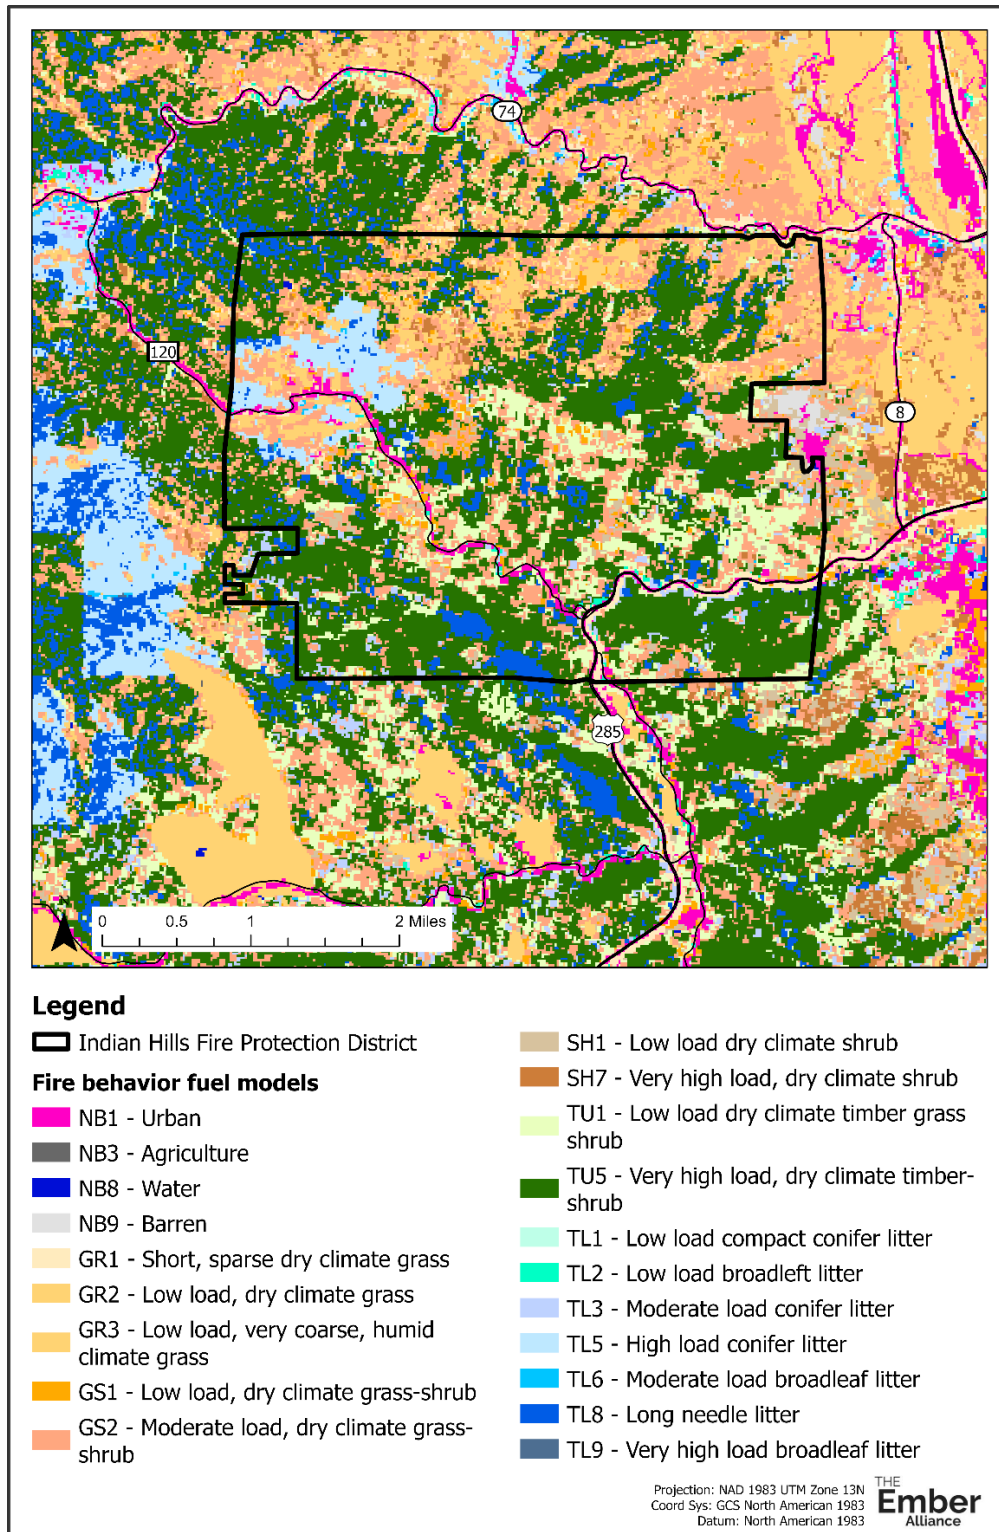 74
120
8
285
0 0.5 1 2 Miles
Legend
Indian Hills Fire Protection District
Fire behavior fuel models
NB1 - Urban
NB3 - Agriculture
NB8 - Water
NB9 - Barren
GR1 - Short, sparse dry climate grass
GR2 - Low load, dry climate grass
GR3 - Low load, very coarse, humid
climate grass
GS1 - Low load, dry climate grass-shrub
GS2 - Moderate load, dry climate grass-
shrub
SH1 - Low load dry climate shrub
SH7 - Very high load, dry climate shrub
TU1 - Low load dry climate timber grass
shrub
TU5 - Very high load, dry climate timber-
shrub
TL1 - Low load compact conifer litter
TL2 - Low load broadleft litter
TL3 - Moderate load conifer litter
TL5 - High load conifer litter
TL6 - Moderate load broadleaf litter
TL8 - Long needle litter
TL9 - Very high load broadleaf litter
Projection: NAD 1983 UTM Zone 13N
Coord Sys: GCS North American 1983
Datum: North American 1983
THE
Ember
Alliance